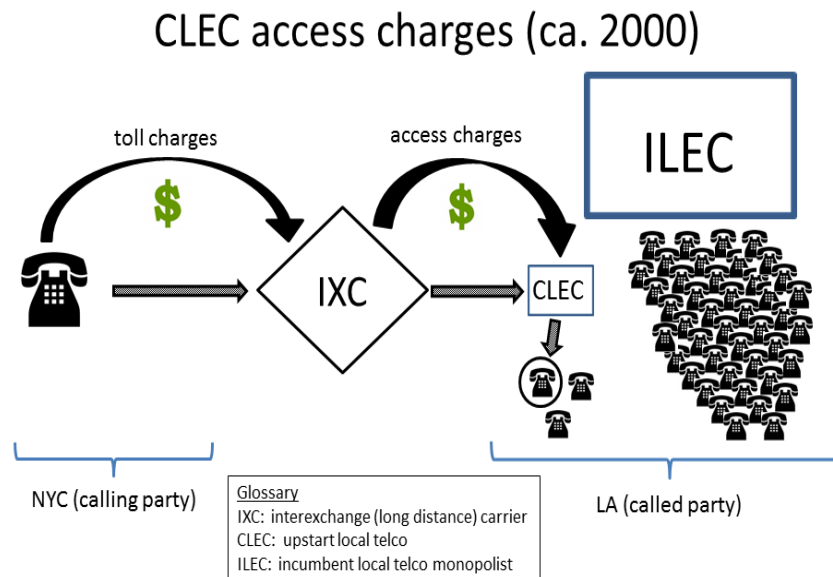 CLEC access charges (ca. 2000)
toll charges
access charges
$
$
ILEC
IXC
CLEC
NYC (calling party)
LA (called party)
Glossary
IXC: interexchange (long distance) carrier
CLEC: upstart local telco
ILEC: incumbent local telco monopolist